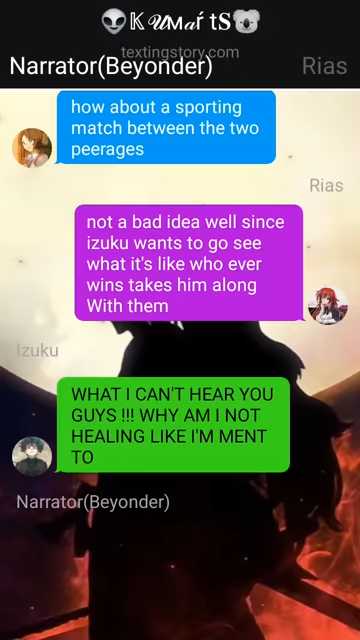 👽𝕂 𝓤𝓜𝓪ŕ t𝐒🐨
textingstory.com
Narrator(Beyonder) Rias
how about a sporting
match between the two
peerages
Rias
not a bad idea well since
izuku wants to go see
what it's like who ever
wins takes him along
With them
Izuku
WHAT I CAN'T HEAR YOU
GUYS !!! WHY AM I NOT
HEALING LIKE I'M MENT
TO
Narrator(Beyonder)